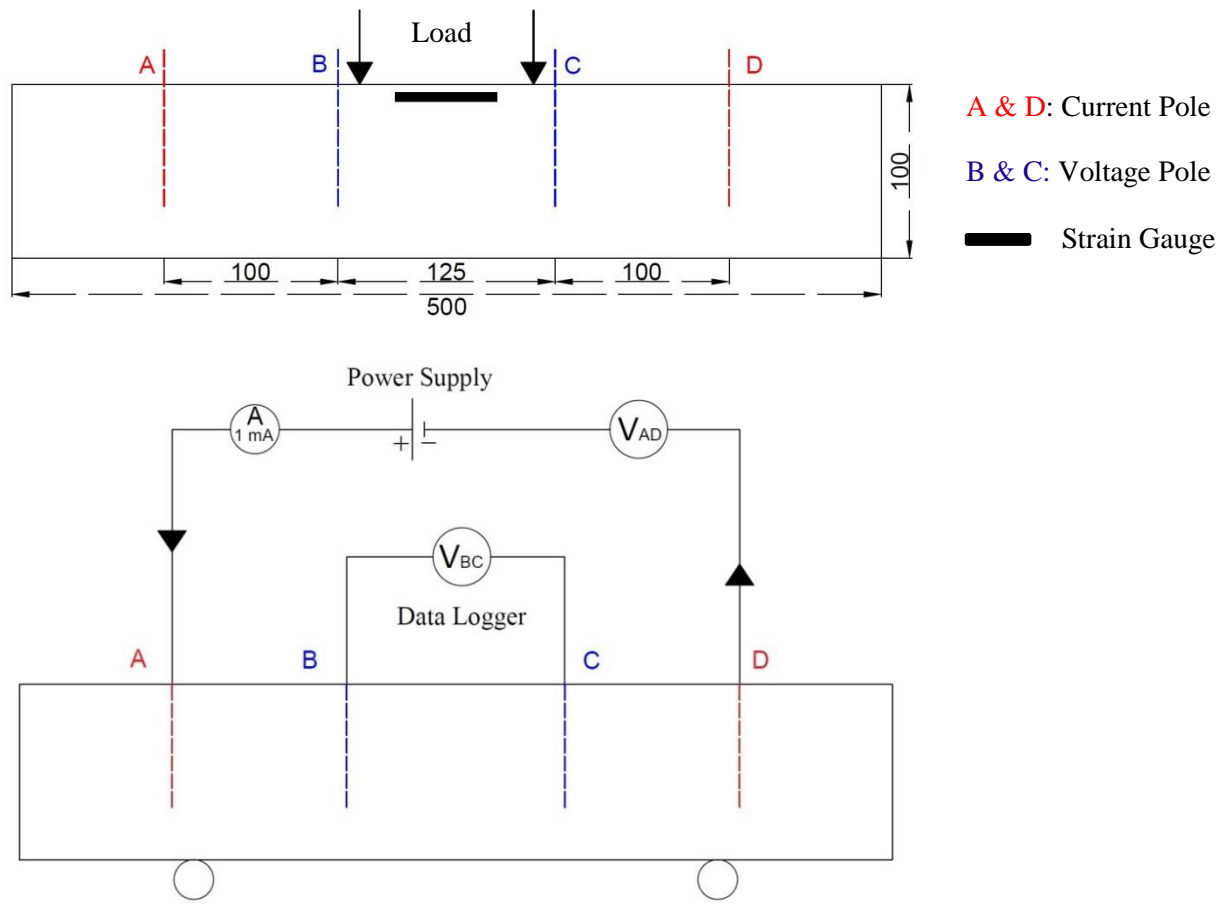 Load
A
B
C
D
A & D: Current Pole
B & C: Voltage Pole
Strain Gauge
100
100
125
100
500
Power Supply
A
1 mA
+
−
VAD
VBC
Data Logger
A
B
C
D